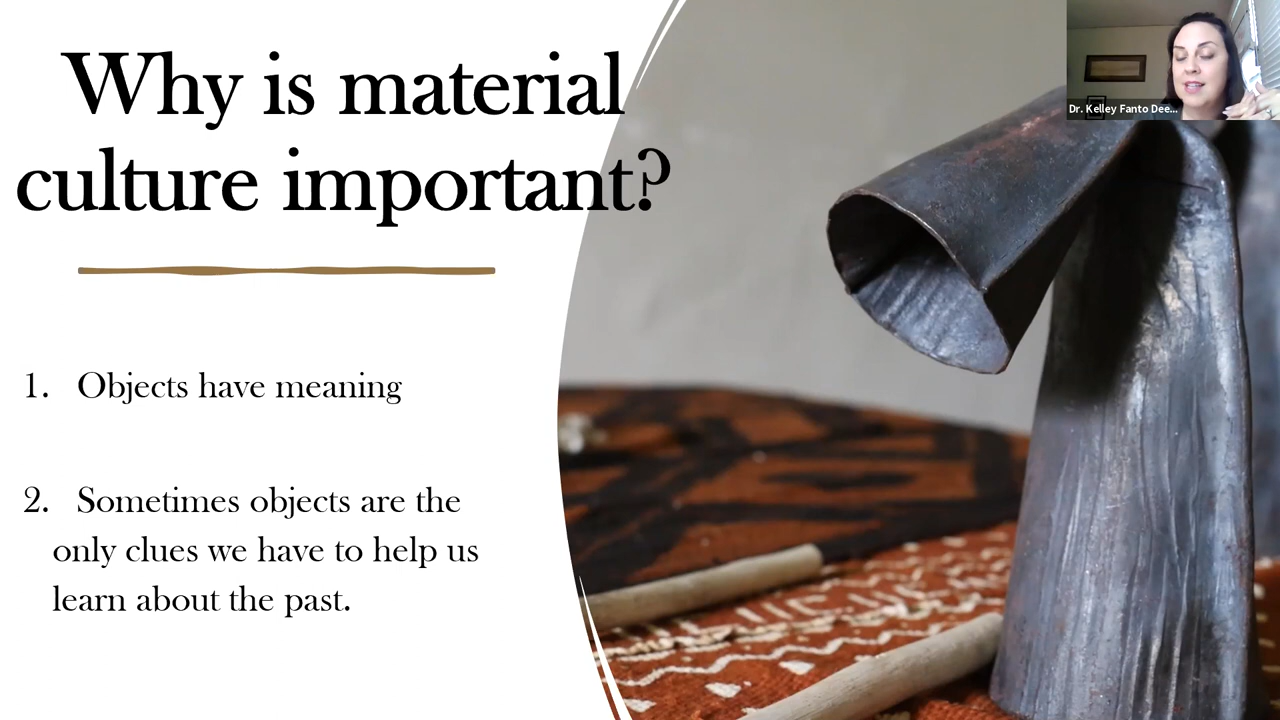 Why is material
culture important?
Dr. Kelley Fanto Dee...
1. Objects have meaning
2. Sometimes objects are the
only clues we have to help us
learn about the past.